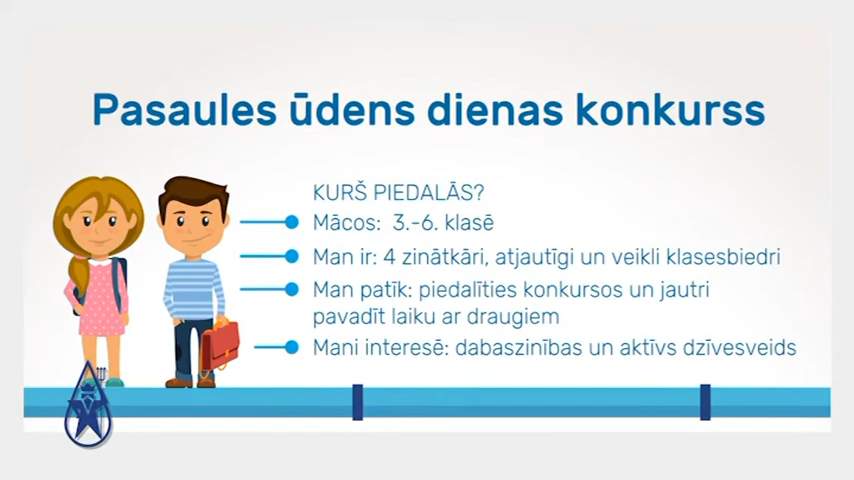 Pasaules ūdens dienas konkurss
KURŠ PIEDALĀS?
Mācos: 3.-6. klasē
Man ir: 4 zinātkāri, atjautīgi un veikli klasesbiedri
Man patīk: piedalīties konkursos un jautri
pavadīt laiku ar draugiem
Mani interesē: dabaszinības un aktīvs dzīvesveids